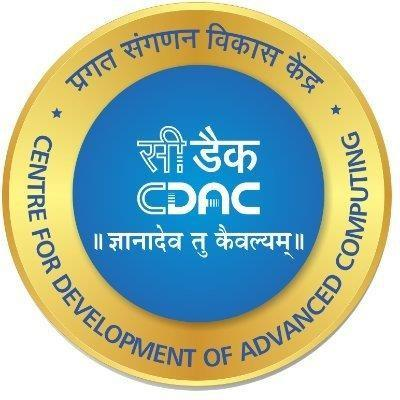 प्रगत संगणन विकास केंद्र
सी डैक
CDAC
॥ ज्ञानादेव तु कैवल्यम् ॥
CENTRE FOR DEVELOPMENT OF ADVANCED COMPUTING